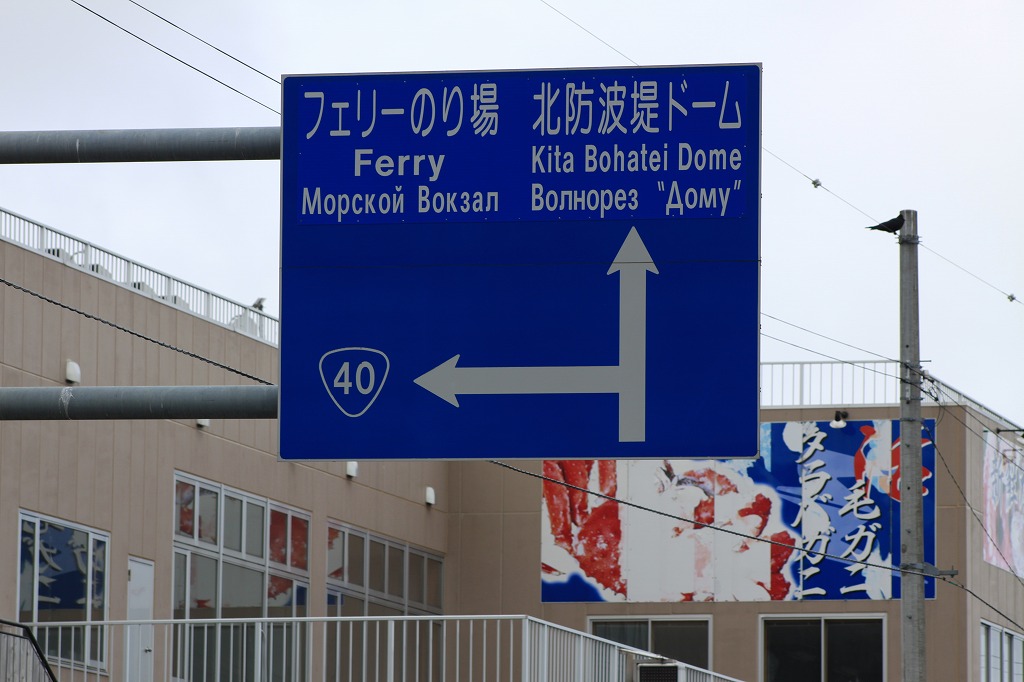 フェリーのり場
Ferry
Морской Вокзал
北防波堤ドーム
Kita Bohatei Dome
Волнорез "Дому"
40
タラバガニ
毛ガニ